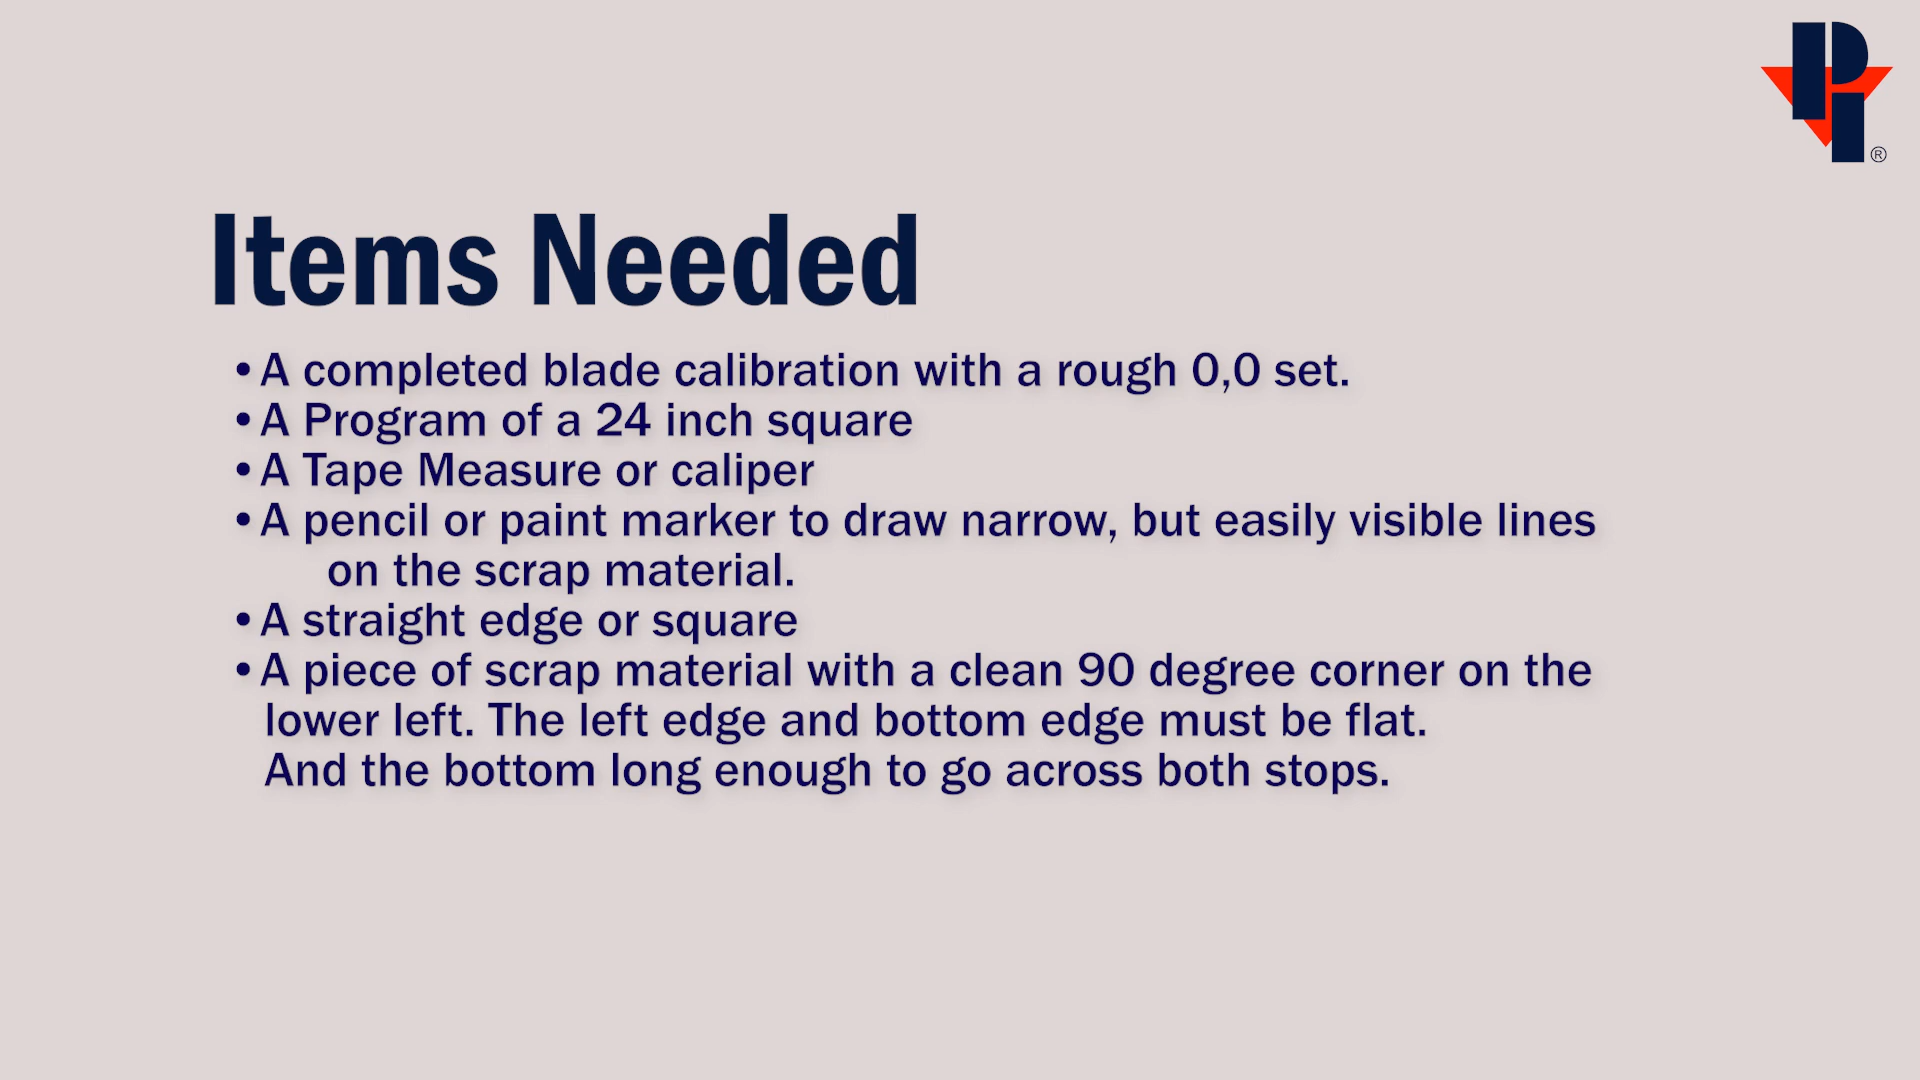 Items Needed
•A completed blade calibration with a rough 0,0 set.
•A Program of a 24 inch square
•A Tape Measure or caliper
•A pencil or paint marker to draw narrow, but easily visible lines
on the scrap material.
•A straight edge or square
•A piece of scrap material with a clean 90 degree corner on the
lower left. The left edge and bottom edge must be flat.
And the bottom long enough to go across both stops.
PI
®